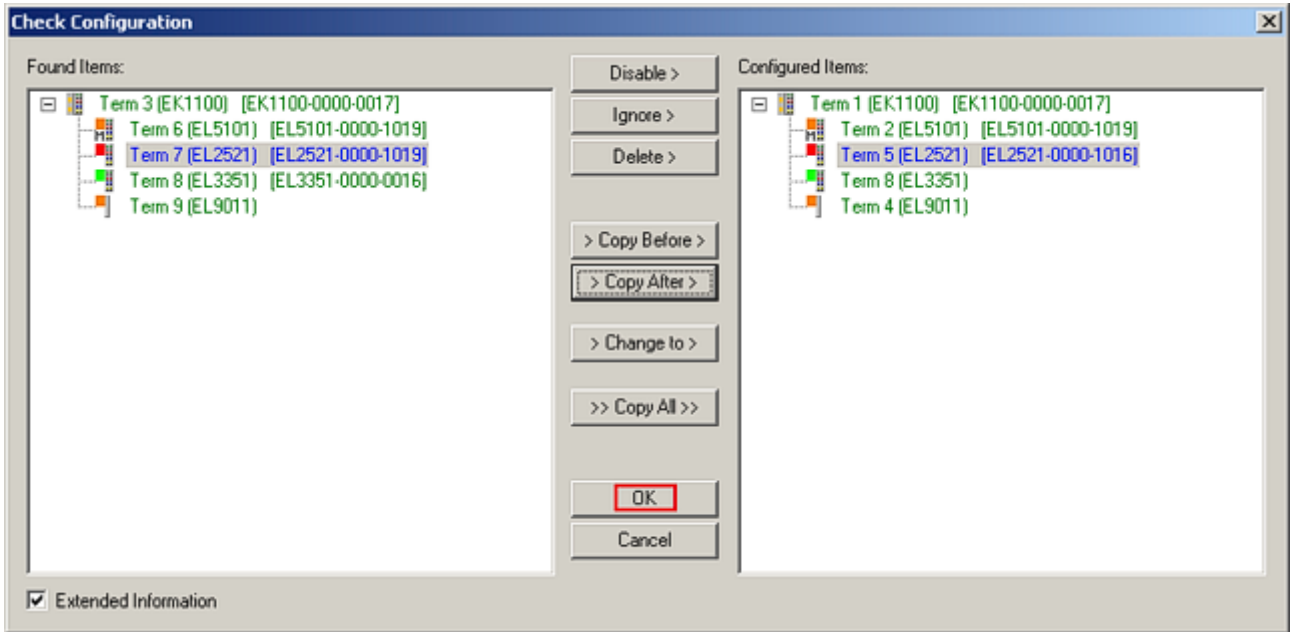 Check Configuration
Found Items:
Term 3 (EK1100) [EK1100-0000-0017]
Term 6 (EL5101) [EL5101-0000-1019]
Term 7 (EL2521) [EL2521-0000-1019]
Term 8 (EL3351) [EL3351-0000-0016]
Term 9 (EL9011)
Disable >
Ignore >
Delete >
> Copy Before >
> Copy After >
> Change to >
>> Copy All >>
OK
Cancel
Configured Items:
Term 1 (EK1100) [EK1100-0000-0017]
Term 2 (EL5101) [EL5101-0000-1019]
Term 5 (EL2521) [EL2521-0000-1016]
Term 8 (EL3351)
Term 4 (EL9011)
Extended Information